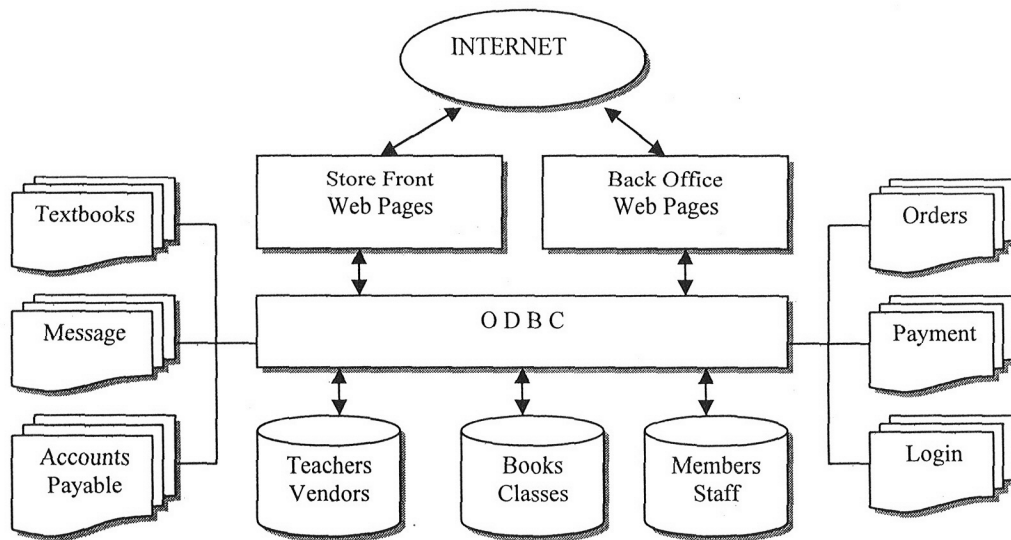 INTERNET
Store Front
Web Pages
Back Office
Web Pages
Textbooks
Orders
O D B C
Message
Payment
Accounts
Payable
Teachers
Vendors
Books
Classes
Members
Staff
Login